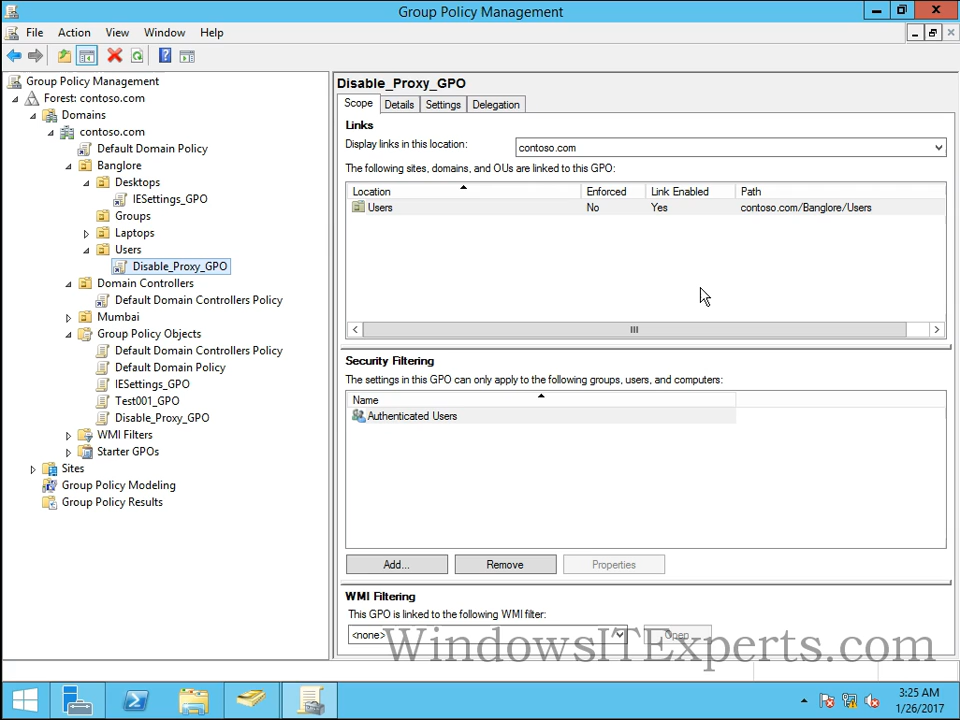 Group Policy Management
File Action View Window Help
Group Policy Management
Forest: contoso.com
Domains
contoso.com
Default Domain Policy
Banglore
Desktops
IESettings_GPO
Groups
Laptops
Users
Disable_Proxy_GPO
Domain Controllers
Default Domain Controllers Policy
Mumbai
Group Policy Objects
Default Domain Controllers Policy
Default Domain Policy
IESettings_GPO
Test001_GPO
Disable_Proxy_GPO
WMI Filters
Starter GPOs
Sites
Group Policy Modeling
Group Policy Results
Disable_Proxy_GPO
Scope Details Settings Delegation
Links
Display links in this location: contoso.com
The following sites, domains, and OUs are linked to this GPO:
Location Enforced Link Enabled Path
Users No Yes contoso.com/Banglore/Users
Security Filtering
The settings in this GPO can only apply to the following groups, users, and computers:
Name
Authenticated Users
Add... Remove Properties
WMI Filtering
This GPO is linked to the following WMI filter:
<none> Open
WindowsITExperts.com
3:25 AM
1/26/2017